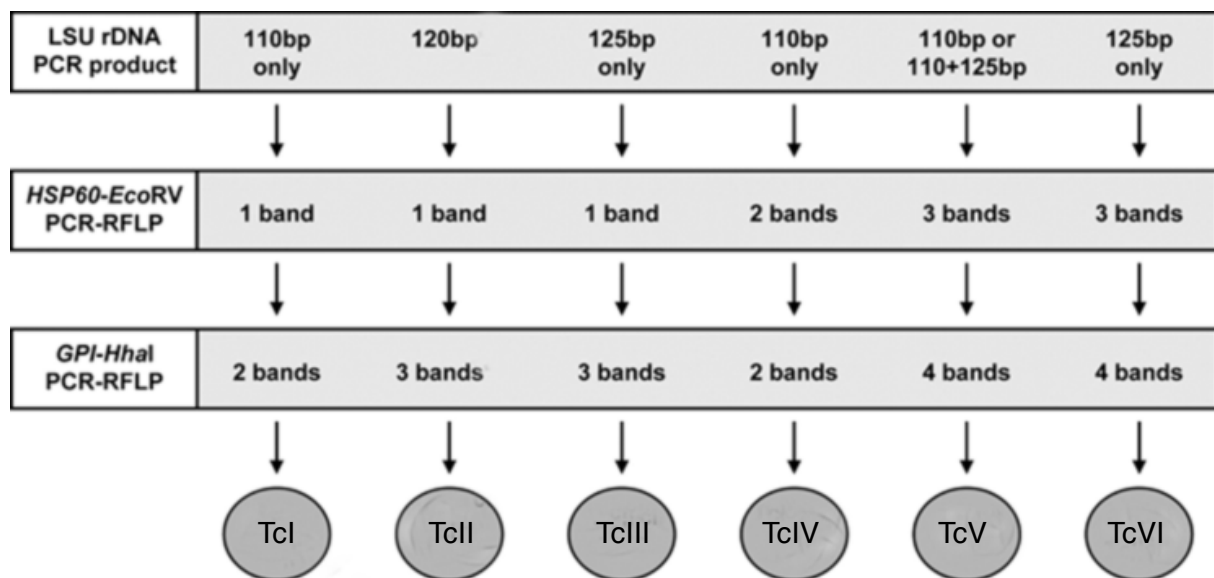 LSU rDNA 110bp 120bp 125bp 110bp 110bp or 125bp
PCR product only only only 110+125bp only
HSP60-EcoRV
PCR-RFLP 1 band 1 band 1 band 2 bands 3 bands 3 bands
GPI-HhaI
PCR-RFLP 2 bands 3 bands 3 bands 2 bands 4 bands 4 bands
TcI TcII TcIII TcIV TcV TcVI